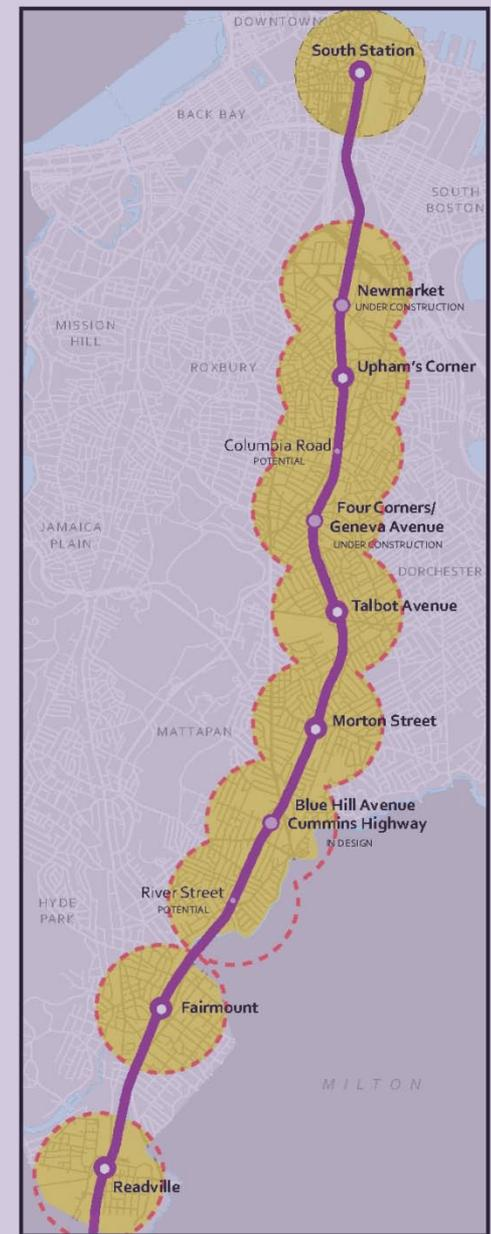 DOWNTOWN
South Station
BACK BAY
SOUTH
BOSTON
Newmarket
UNDER CONSTRUCTION
MISSION
HILL
ROXBURY
Upham's Corner
Columbia Road
POTENTIAL
Four Corners/
Geneva Avenue
UNDER CONSTRUCTION
JAMAICA
PLAIN
DORCHESTER
Talbot Avenue
Morton Street
MATTAPAN
Blue Hill Avenue
Cummins Highway
IN DESIGN
River Street
POTENTIAL
HYDE
PARK
Fairmount
MILTON
Readville